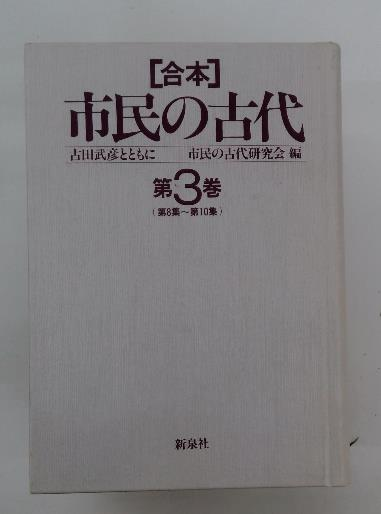 ［合本］
市民の古代
古田武彦とともに　市民の古代研究会 編
第3巻
（第8集〜第10集）
新泉社